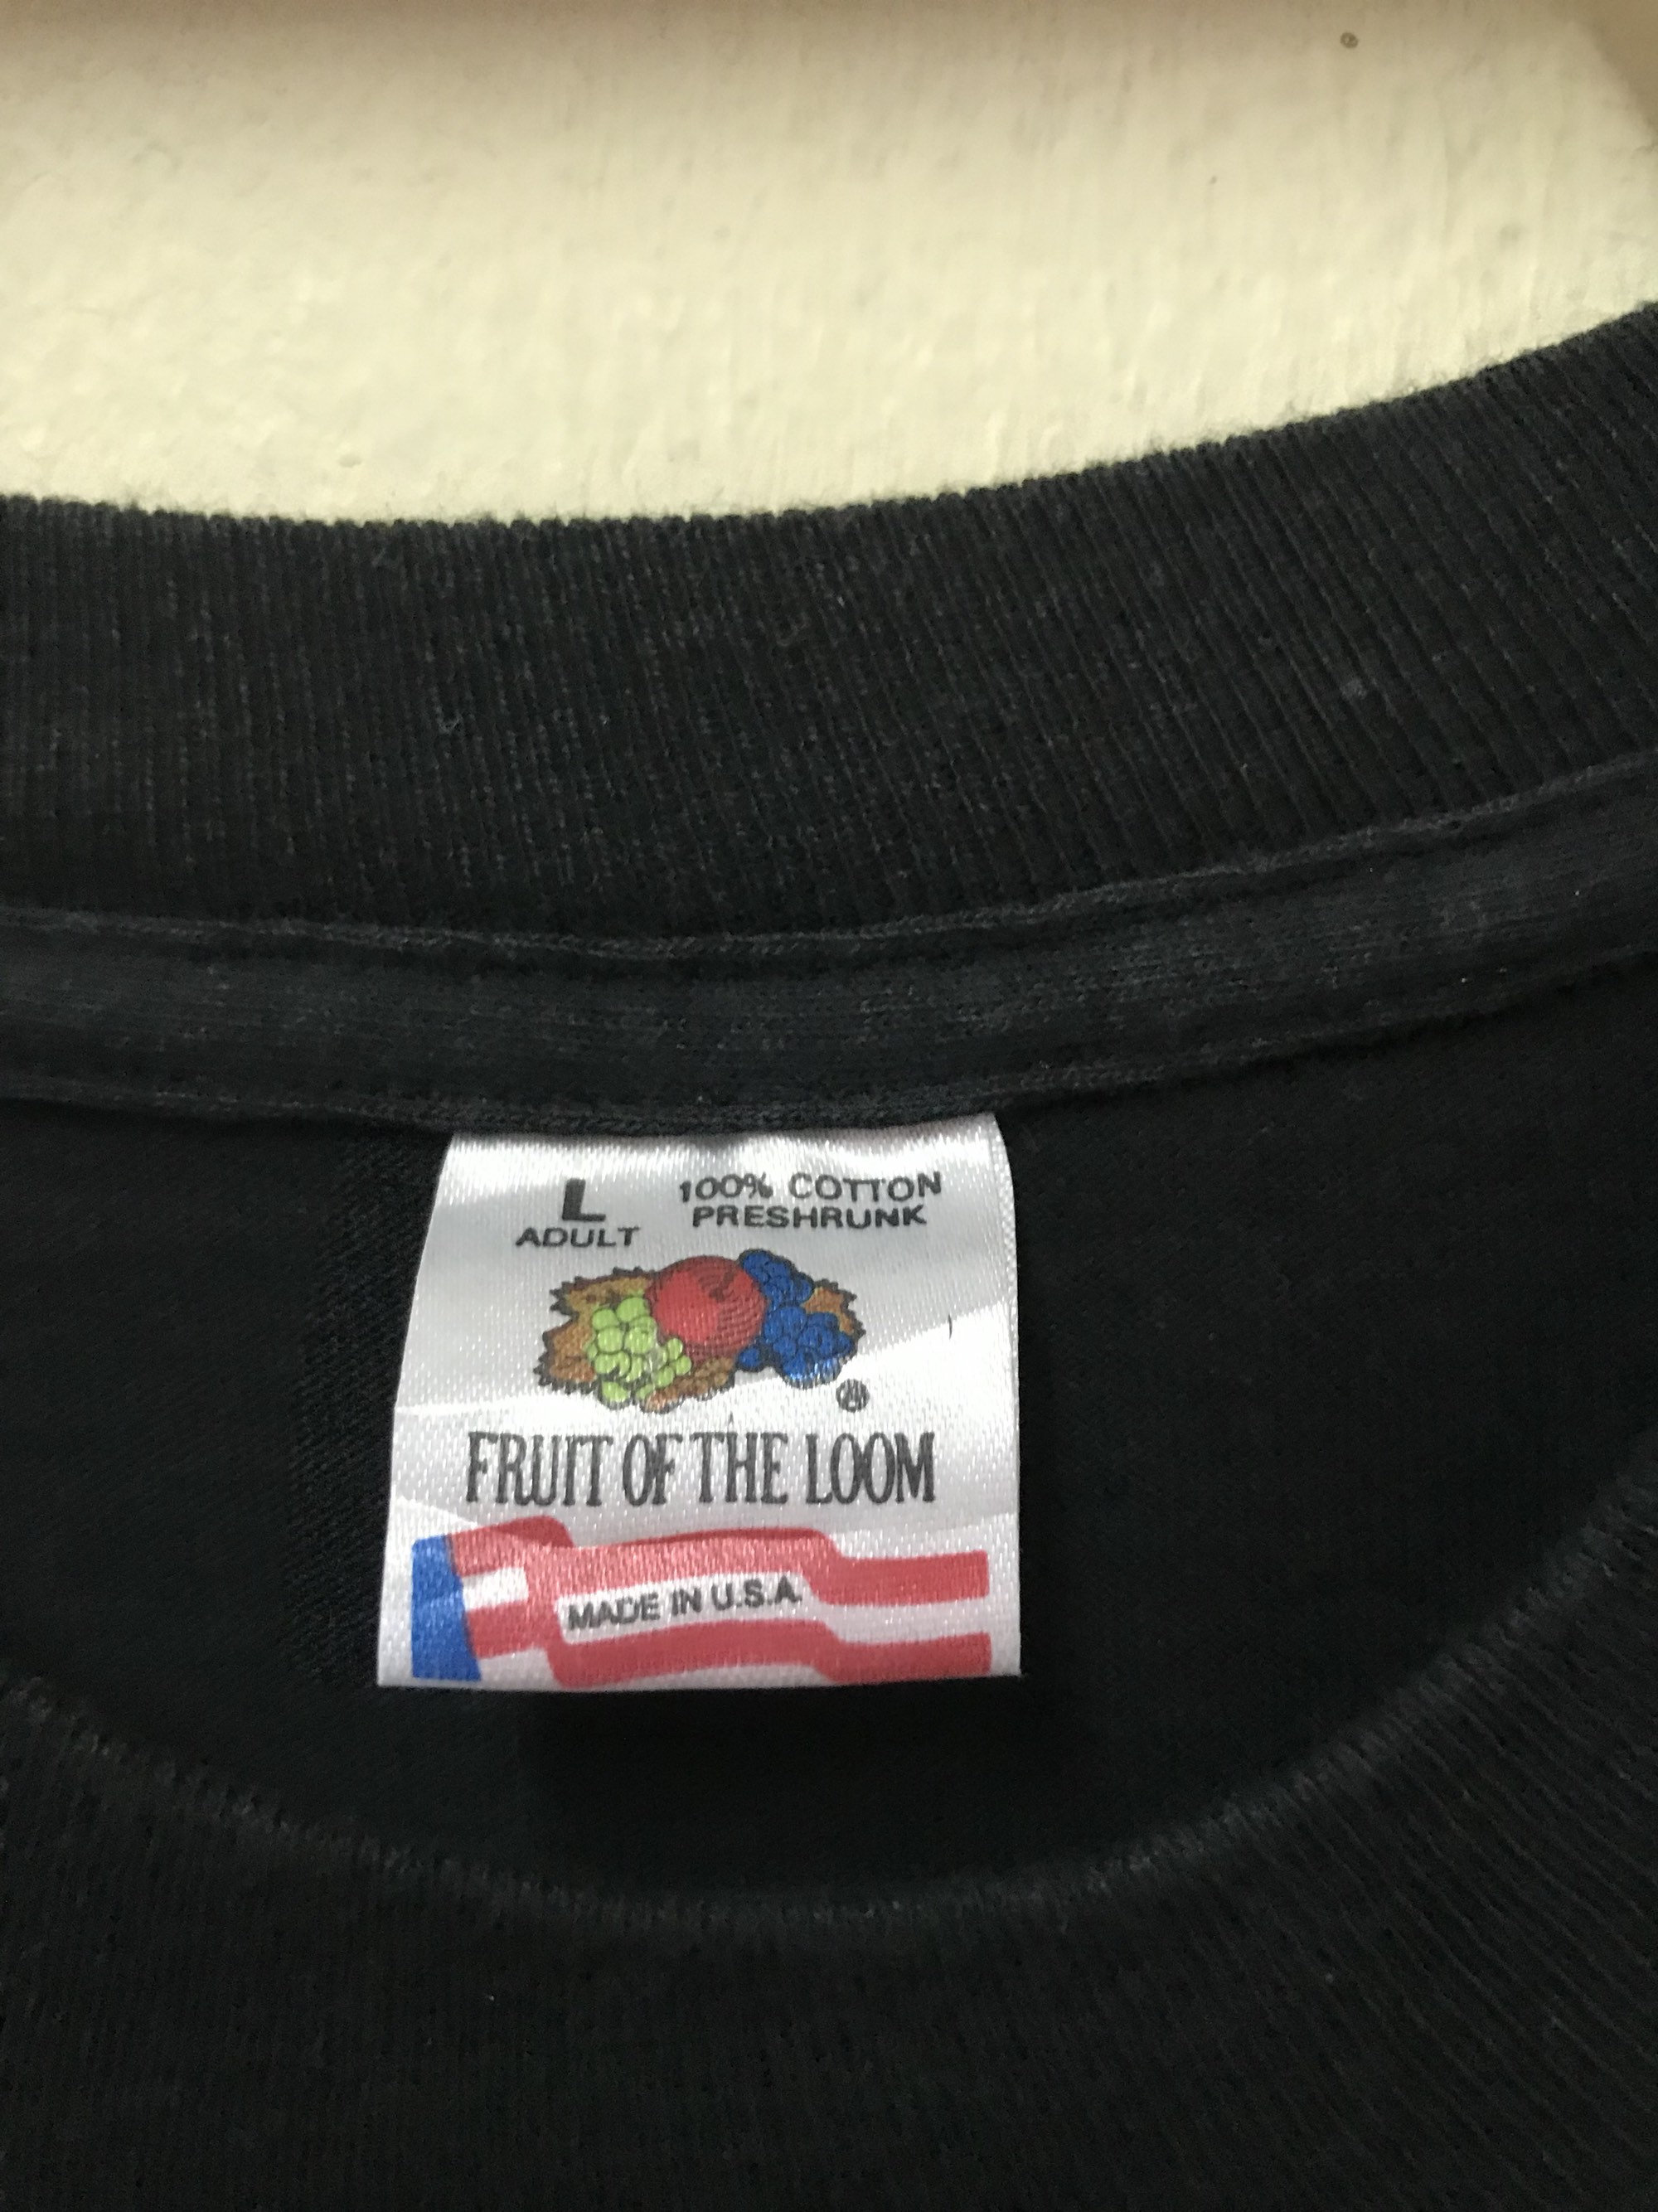 L 100% COTTON
ADULT PRESHRUNK
®
FRUIT OF THE LOOM
MADE IN U.S.A.